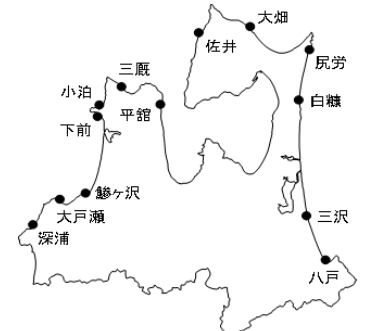 大畑
佐井
尻労
三厩
小泊
平舘
白糠
下前
鰺ヶ沢
大戸瀬
三沢
深浦
八戸